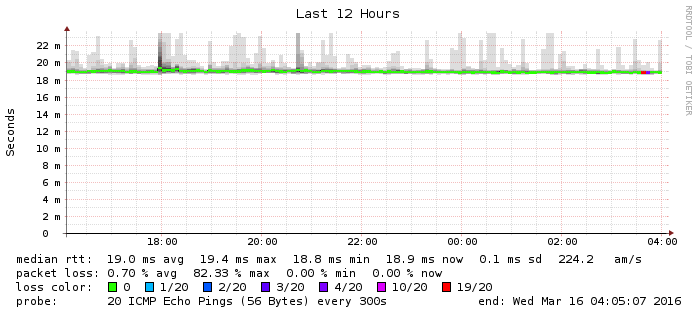 Last 12 Hours
RRDTOOL / TOBI OETIKER
Seconds
22 m
20 m
18 m
16 m
14 m
12 m
10 m
8 m
6 m
4 m
2 m
0
18:00 20:00 22:00 00:00 02:00 04:00
median rtt: 19.0 ms avg 19.4 ms max 18.8 ms min 18.9 ms now 0.1 ms sd 224.2 am/s
packet loss: 0.70 % avg 82.33 % max 0.00 % min 0.00 % now
loss color: 0 1/20 2/20 3/20 4/20 10/20 19/20
probe: 20 ICMP Echo Pings (56 Bytes) every 300s end: Wed Mar 16 04:05:07 2016